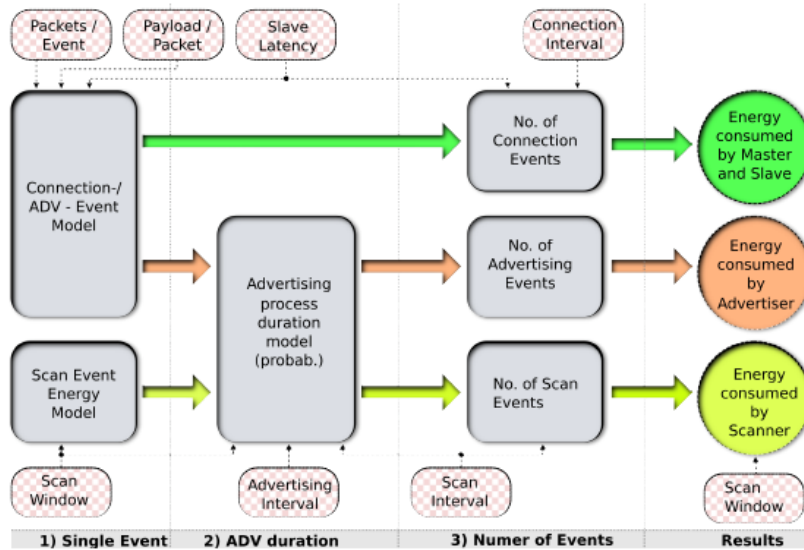 Packets /
Event
Payload /
Packet
Slave
Latency
Connection
Interval
Connection-/
ADV - Event
Model
No. of
Connection
Events
Energy
consumed
by Master
and Slave
Advertising
process
duration
model
(probab.)
No. of
Advertising
Events
Energy
consumed
by
Advertiser
Scan Event
Energy
Model
No. of Scan
Events
Energy
consumed
by
Scanner
Scan
Window
Advertising
Interval
Scan
Interval
Scan
Window
1) Single Event
2) ADV duration
3) Numer of Events
Results